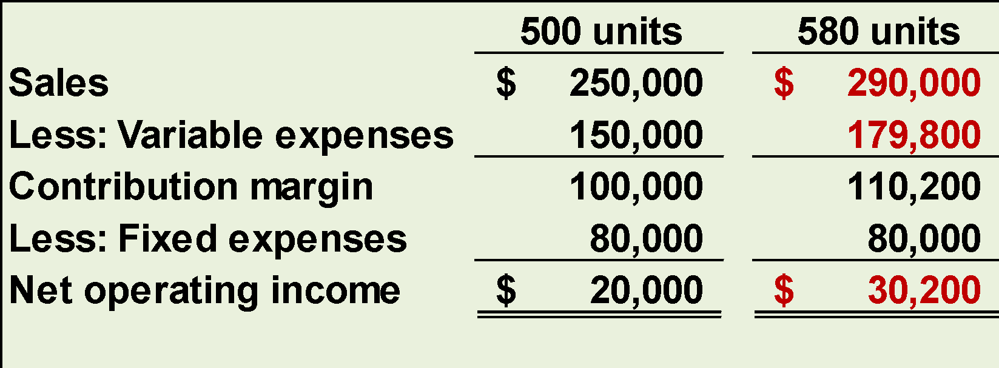 500 units 580 units
Sales $ 250,000 $ 290,000
Less: Variable expenses 150,000 179,800
Contribution margin 100,000 110,200
Less: Fixed expenses 80,000 80,000
Net operating income $ 20,000 $ 30,200